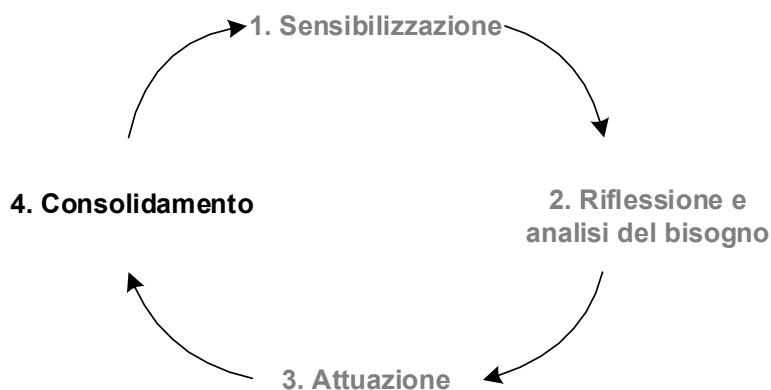 1. Sensibilizzazione
2. Riflessione e
analisi del bisogno
3. Attuazione
4. Consolidamento